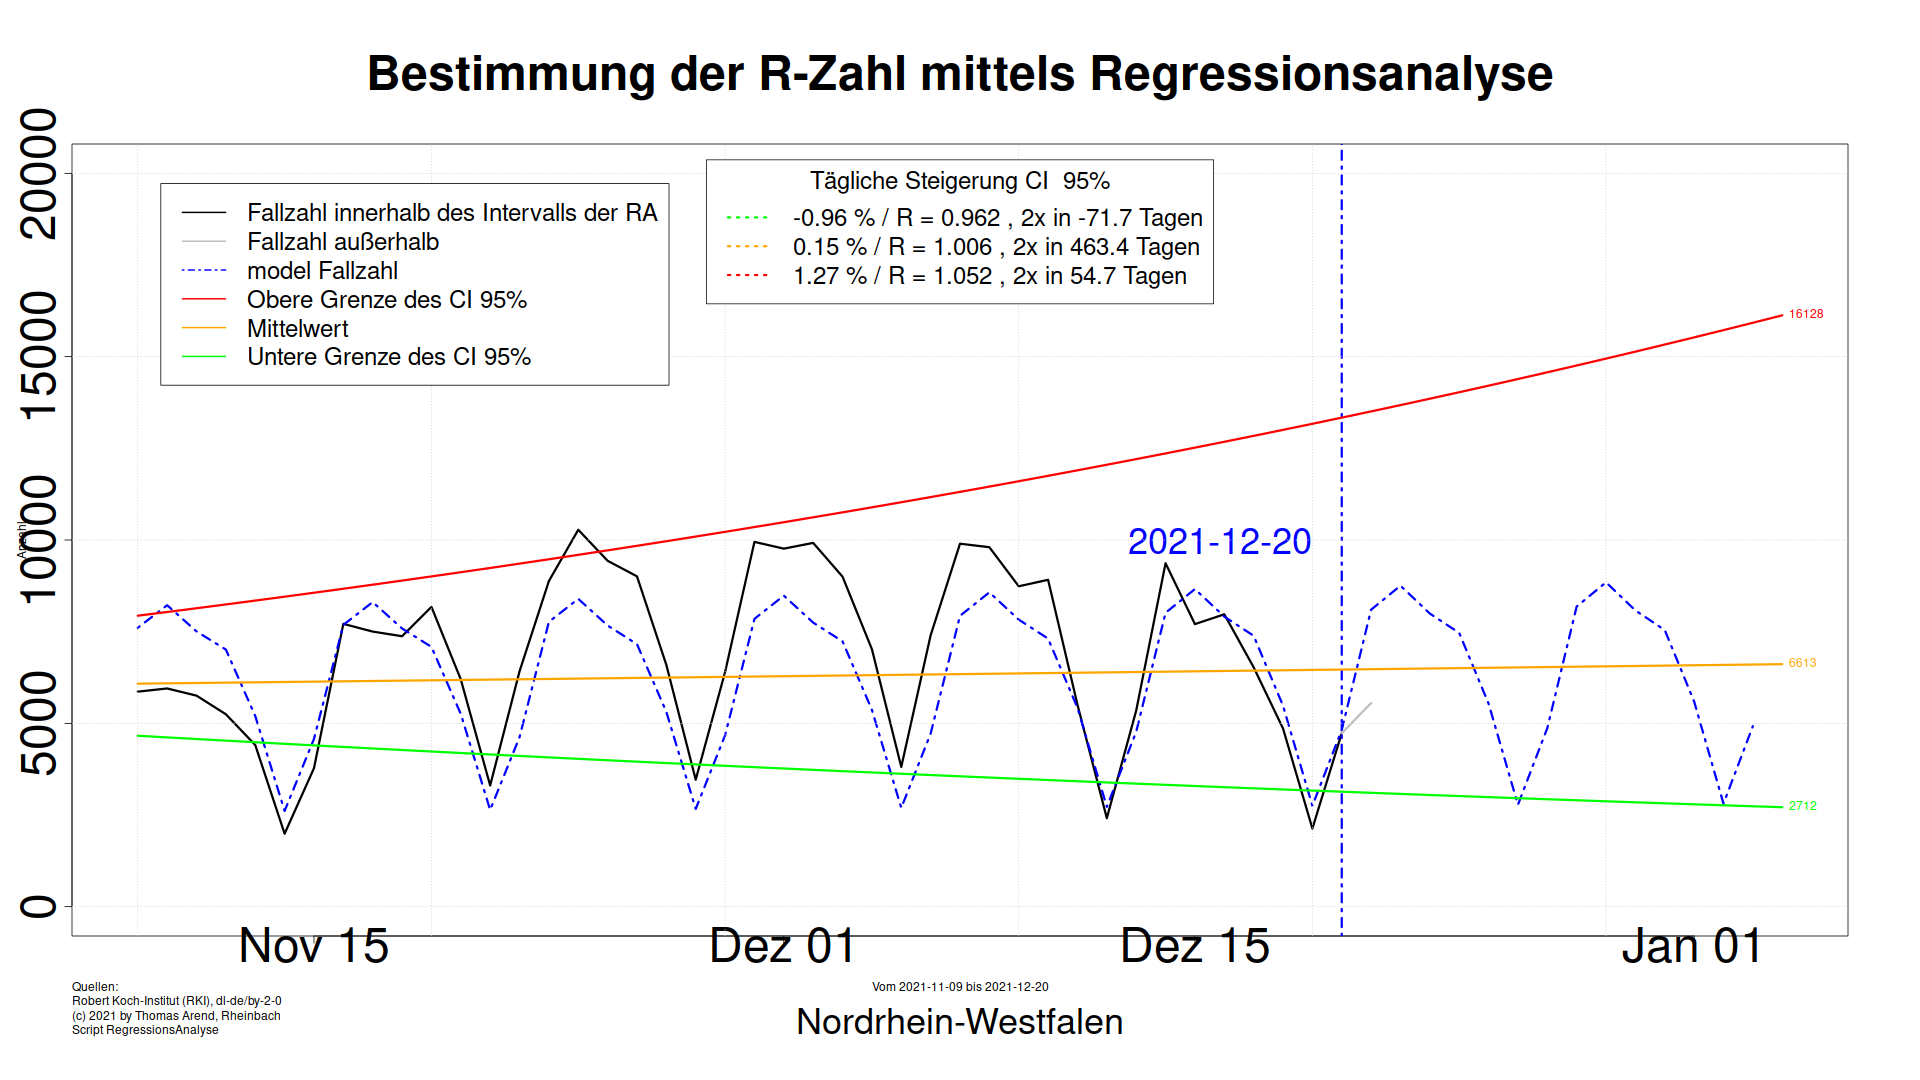 Bestimmung der R-Zahl mittels Regressionsanalyse
20000
15000
10000
5000
0
Anzahl
Fallzahl innerhalb des Intervalls der RA
Fallzahl außerhalb
model Fallzahl
Obere Grenze des CI 95%
Mittelwert
Untere Grenze des CI 95%
Tägliche Steigerung CI  95%
-0.96 % / R = 0.962 , 2x in -71.7 Tagen
0.15 % / R = 1.006 , 2x in 463.4 Tagen
1.27 % / R = 1.052 , 2x in 54.7 Tagen
16128
2021-12-20
6613
2712
Nov 15
Dez 01
Dez 15
Jan 01
Quellen:
Robert Koch-Institut (RKI), dl-de/by-2-0
(c) 2021 by Thomas Arend, Rheinbach
Script RegressionsAnalyse
Vom 2021-11-09 bis 2021-12-20
Nordrhein-Westfalen